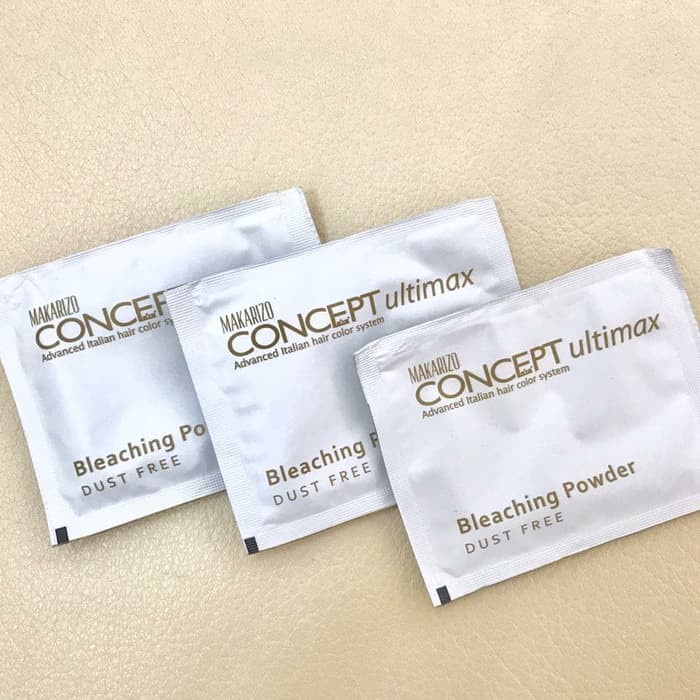 MAKARIZO
CONCEPT
Advanced Italian hair color system
Bleaching Po
DUST FREE
MAKARIZO
CONCEPT ultimax
Advanced Italian hair color system
Bleaching
DUST FREE
MAKARIZO
CONCEPT ultimax
Advanced Italian hair color system
Bleaching Powder
DUST FREE